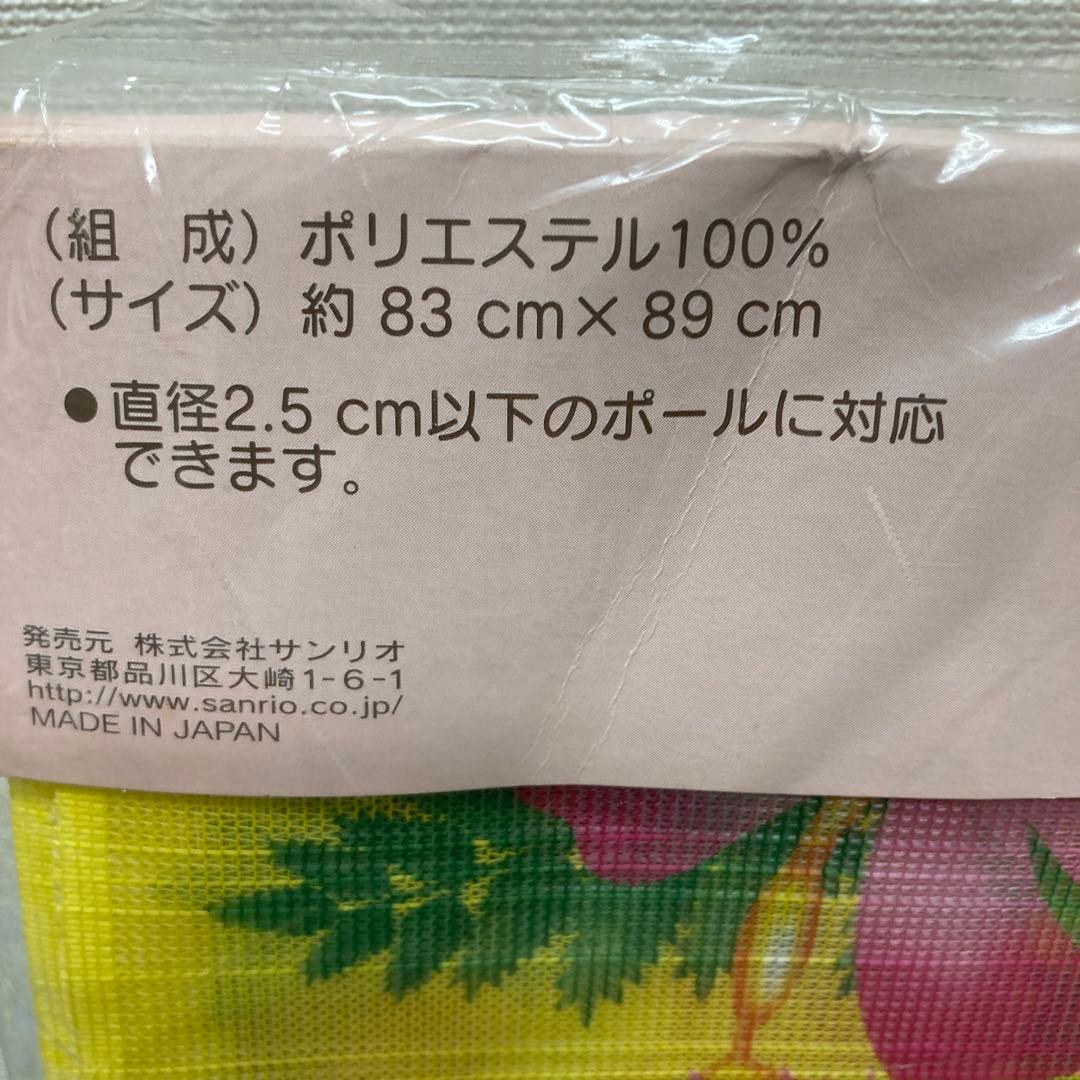 （組　成）ポリエステル100%
（サイズ）約 83 cm× 89 cm
●直径2.5 cm以下のポールに対応
できます。
発売元 株式会社サンリオ
東京都品川区大崎1-6-1
http://www.sanrio.co.jp/
MADE IN JAPAN